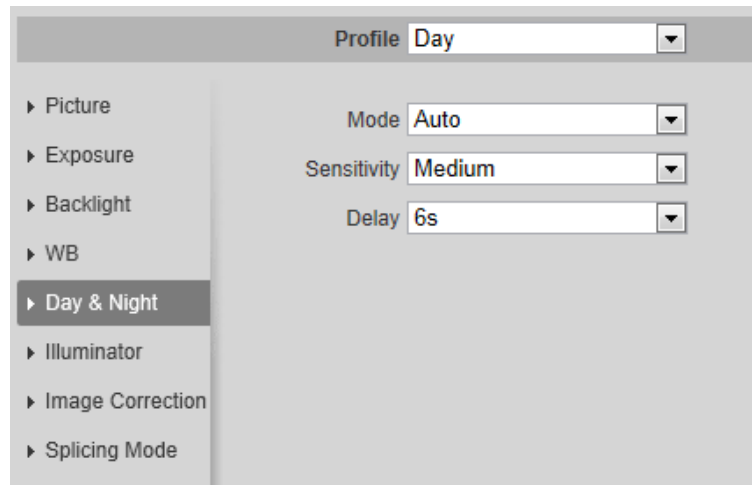 Profile Day
Picture
Mode Auto
Exposure
Sensitivity Medium
Backlight
Delay 6s
WB
Day & Night
Illuminator
Image Correction
Splicing Mode